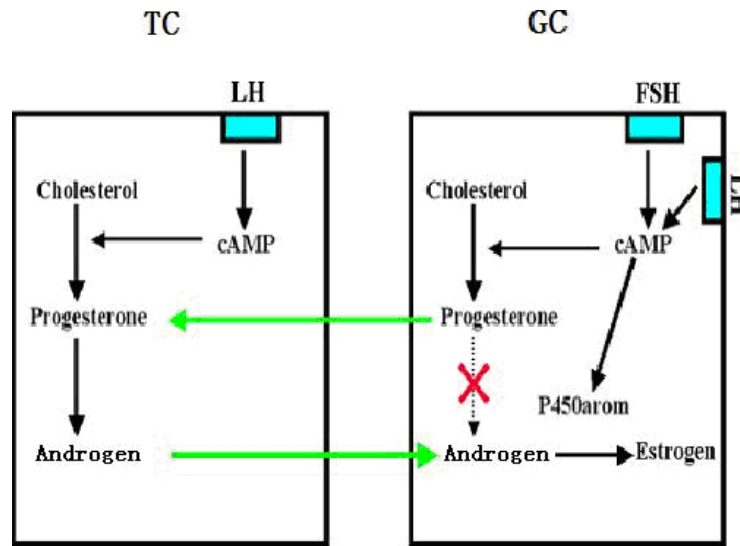 TC
GC
LH
FSH
LH
Cholesterol
Cholesterol
cAMP
cAMP
Progesterone
Progesterone
P450arom
Androgen
Androgen
Estrogen